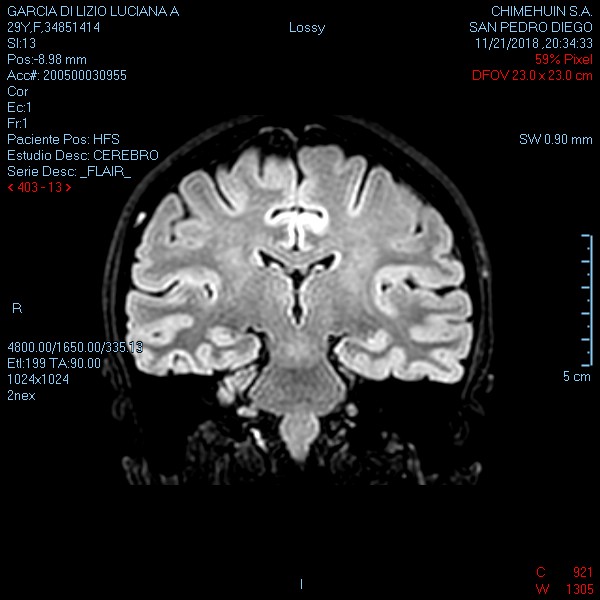 GARCIA DI LIZIO LUCIANA A
29Y,F,34851414
Sl:13
Pos:-8.98 mm
Acc#: 200500030955
Cor
Ec:1
Fr:1
Paciente Pos: HFS
Estudio Desc: CEREBRO
Serie Desc: _FLAIR_
< 403 - 13 >
Lossy
CHIMEHUIN S.A.
SAN PEDRO DIEGO
11/21/2018 ,20:34:33
59% Pixel
DFOV 23.0 x 23.0 cm
SW 0.90 mm
R
4800.00/1650.00/335.13
Etl:199 TA:90.00
1024x1024
2nex
5 cm
I
C 921
W 1305